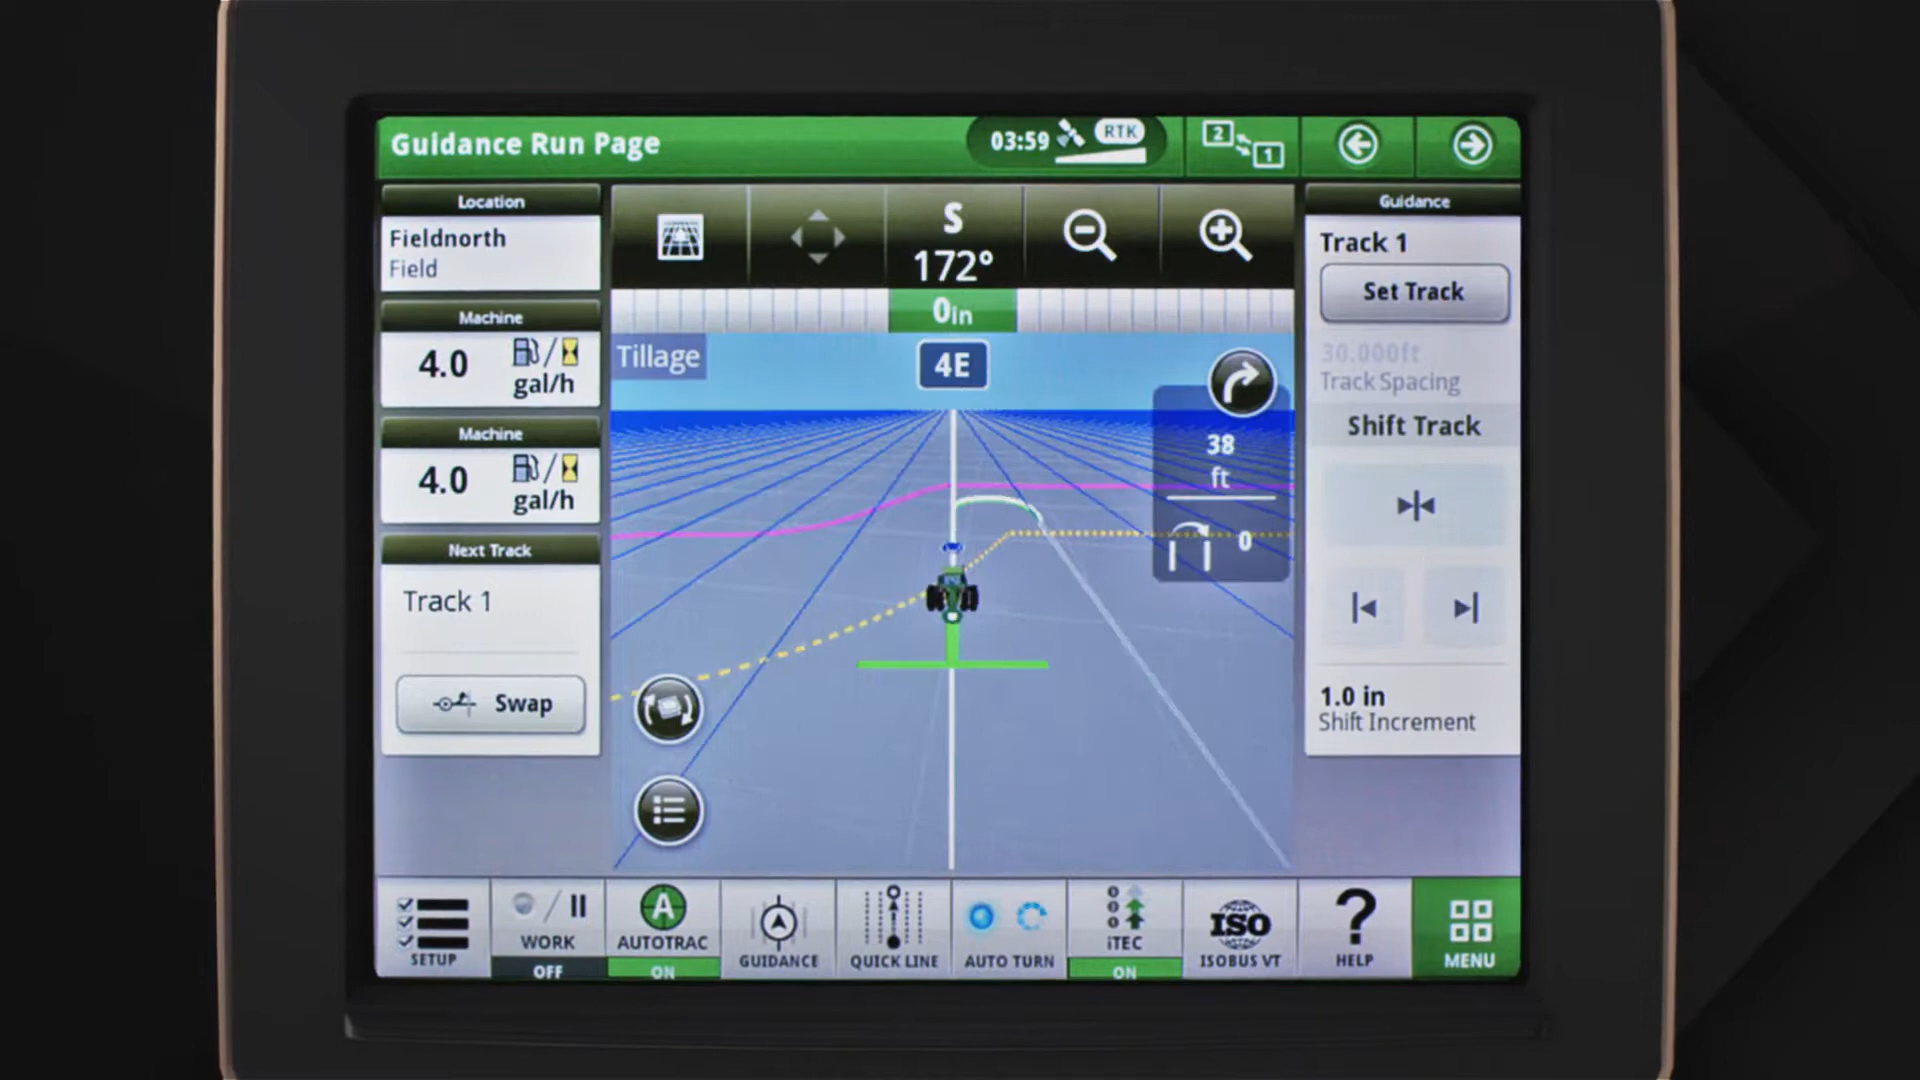 Guidance Run Page
03:59
RTK
2
1
Location
Fieldnorth
Field
Machine
4.0
gal/h
Machine
4.0
gal/h
Next Track
Track 1
Swap
S
172°
0in
Tillage
4E
38
ft
0
Guidance
Track 1
Set Track
30.000ft
Track Spacing
Shift Track
1.0 in
Shift Increment
SETUP
WORK
OFF
A
AUTOTRAC
ON
GUIDANCE
QUICK LINE
AUTO TURN
iTEC
ON
ISO
ISOBUS VT
?
HELP
MENU